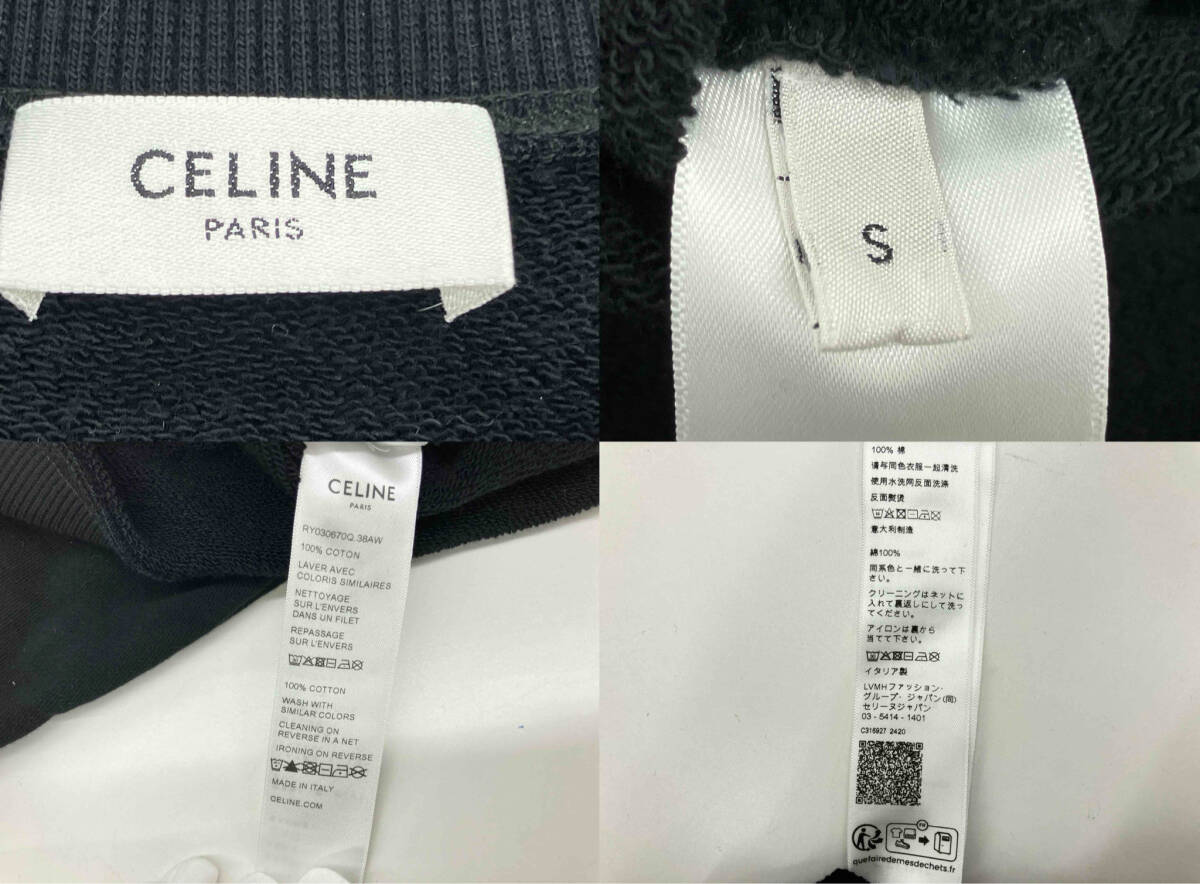 CELINE
PARIS
S
CELINE
PARIS
RY030670Q.38AW
100% COTON
LAVER AVEC
COLORIS SIMILAIRES
NETTOYAGE
SUR L'ENVERS
DANS UN FILET
REPASSAGE
SUR L'ENVERS
100% COTTON
WASH WITH
SIMILAR COLORS
CLEANING ON
REVERSE IN A NET
IRONING ON REVERSE
MADE IN ITALY
CELINE.COM
100% 棉
请与同色衣服一起清洗
使用水洗网反面洗涤
反面熨烫
意大利制造
綿100%
同系色と一緒に洗って下
さい。
クリーニングはネットに
入れて裏返しにして洗っ
てください。
アイロンは裏から
当てて下さい。
イタリア製
LVMHファッション・
グループ・ジャパン(同)
セリーヌジャパン
03 - 5414 - 1401
C316927 2420
FR
quefairedemesdechets.fr